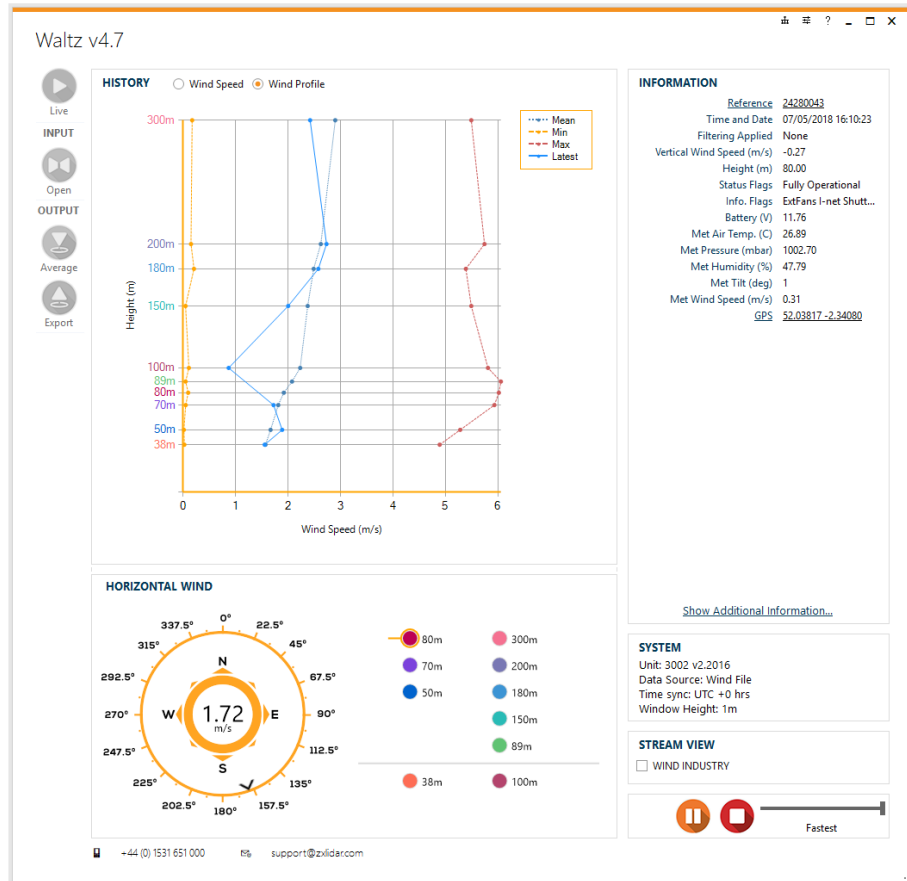 Waltz v4.7
?
Live
INPUT
Open
OUTPUT
Average
Export
HISTORY
Wind Speed
Wind Profile
300m
200m
180m
150m
100m
89m
80m
70m
50m
38m
Height (m)
0 1 2 3 4 5 6
Wind Speed (m/s)
Mean
Min
Max
Latest
HORIZONTAL WIND
0°
22.5°
45°
67.5°
90°
112.5°
135°
157.5°
180°
202.5°
225°
247.5°
270°
292.5°
315°
337.5°
N
E
S
W
1.72
m/s
80m
70m
50m
38m
300m
200m
180m
150m
89m
100m
INFORMATION
Reference 24280043
Time and Date 07/05/2018 16:10:23
Filtering Applied None
Vertical Wind Speed (m/s) -0.27
Height (m) 80.00
Status Flags Fully Operational
Info. Flags ExtFans I-net Shutt...
Battery (V) 11.76
Met Air Temp. (C) 26.89
Met Pressure (mbar) 1002.70
Met Humidity (%) 47.79
Met Tilt (deg) 1
Met Wind Speed (m/s) 0.31
GPS 52.03817 -2.34080
Show Additional Information...
SYSTEM
Unit: 3002 v2.2016
Data Source: Wind File
Time sync: UTC +0 hrs
Window Height: 1m
STREAM VIEW
WIND INDUSTRY
Fastest
+44 (0) 1531 651 000
support@zxlidar.com